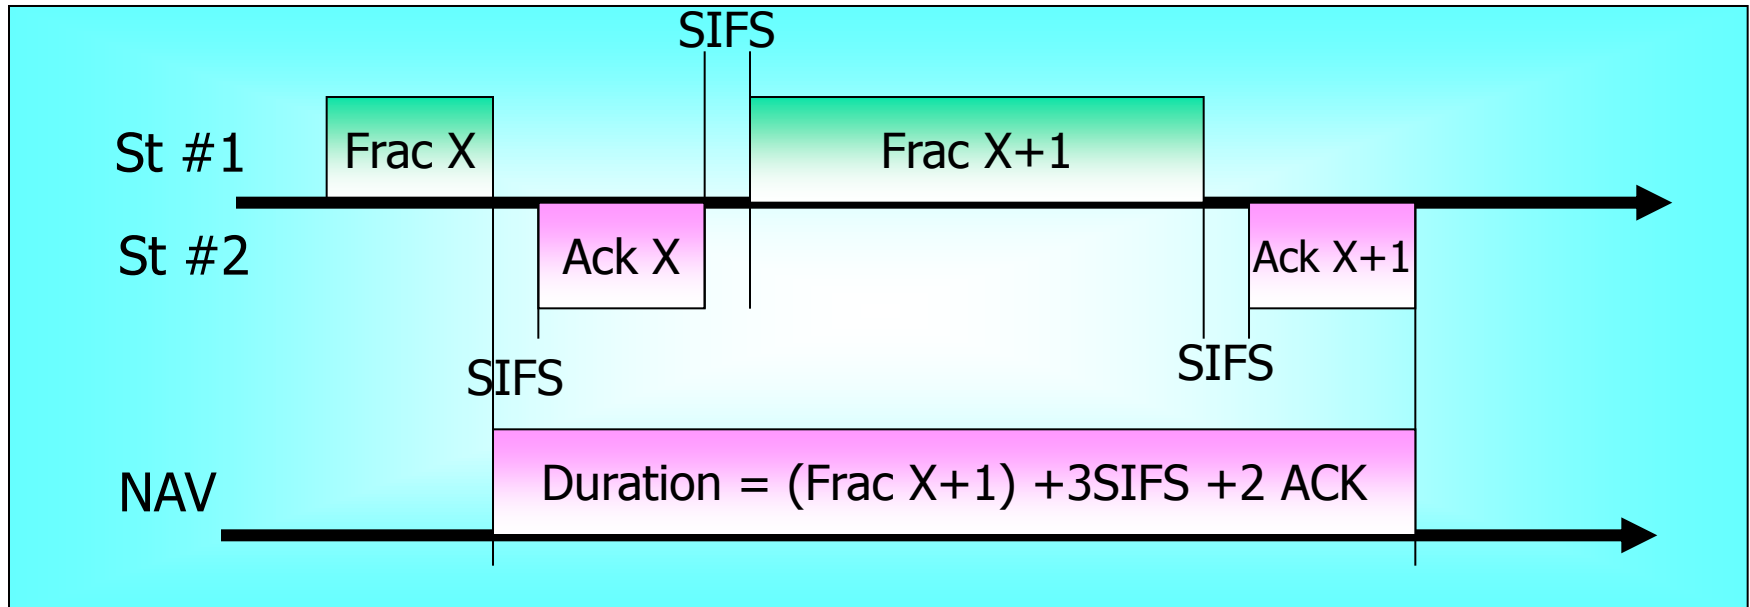 SIFS
St #1
Frac X
Frac X+1
St #2
Ack X
Ack X+1
SIFS
SIFS
NAV
Duration = (Frac X+1) +3SIFS +2 ACK